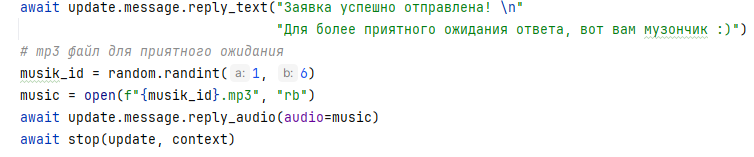 await update.message.reply_text("Заявка успешно отправлена! \n"
"Для более приятного ожидания ответа, вот вам музончик :)")
# mp3 файл для приятного ожидания
musik_id = random.randint( a: 1, b: 6)
music = open(f"{musik_id}.mp3", "rb")
await update.message.reply_audio(audio=music)
await stop(update, context)